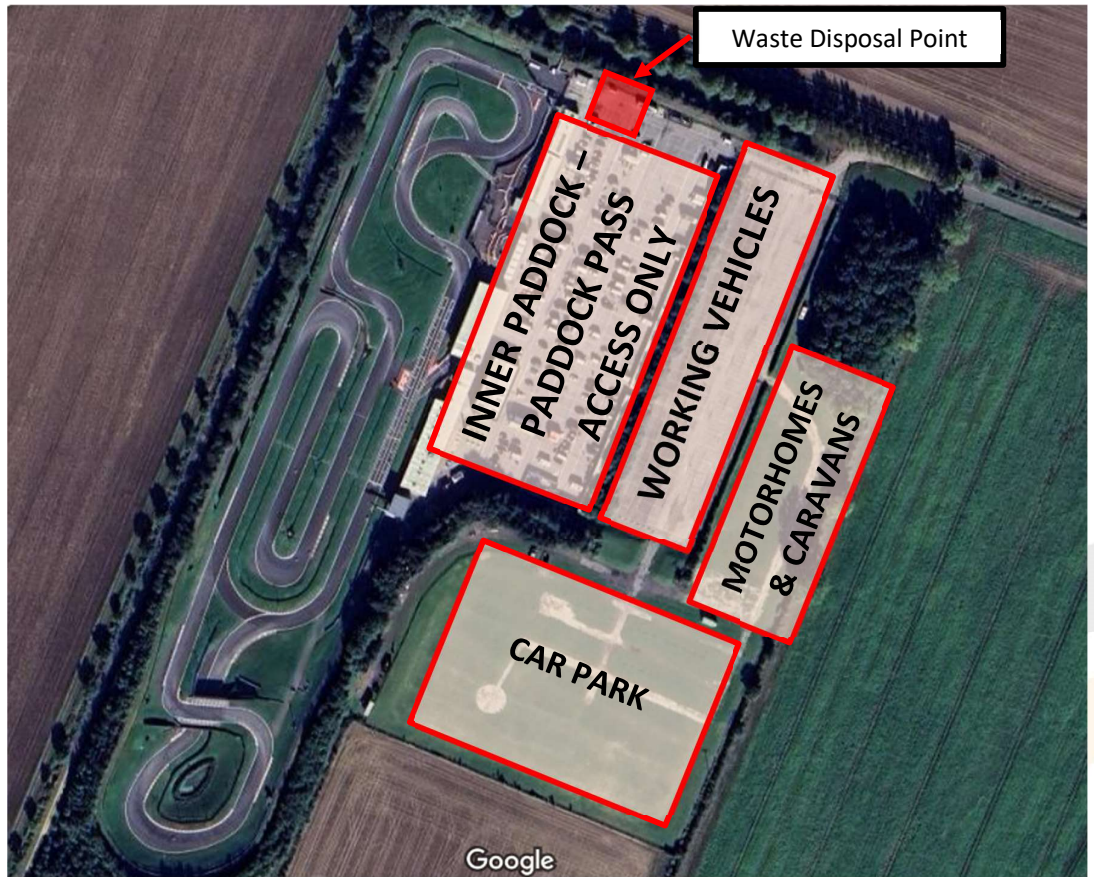 Waste Disposal Point
INNER PADDOCK –
PADDOCK PASS
ACCESS ONLY
WORKING VEHICLES
MOTORHOMES
& CARAVANS
CAR PARK
Google